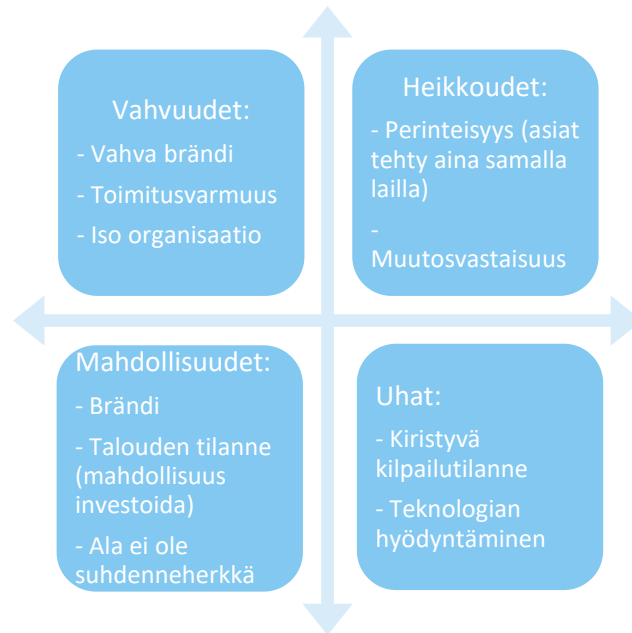 Vahvuudet:
- Vahva brändi
- Toimitusvarmuus
- Iso organisaatio
Heikkoudet:
- Perinteisyys (asiat
tehty aina samalla
lailla)
-
Muutosvastaisuus
Mahdollisuudet:
- Brändi
- Talouden tilanne
(mahdollisuus
investoida)
- Ala ei ole
suhdenneherkkä
Uhat:
- Kiristyvä
kilpailutilanne
- Teknologian
hyödyntäminen